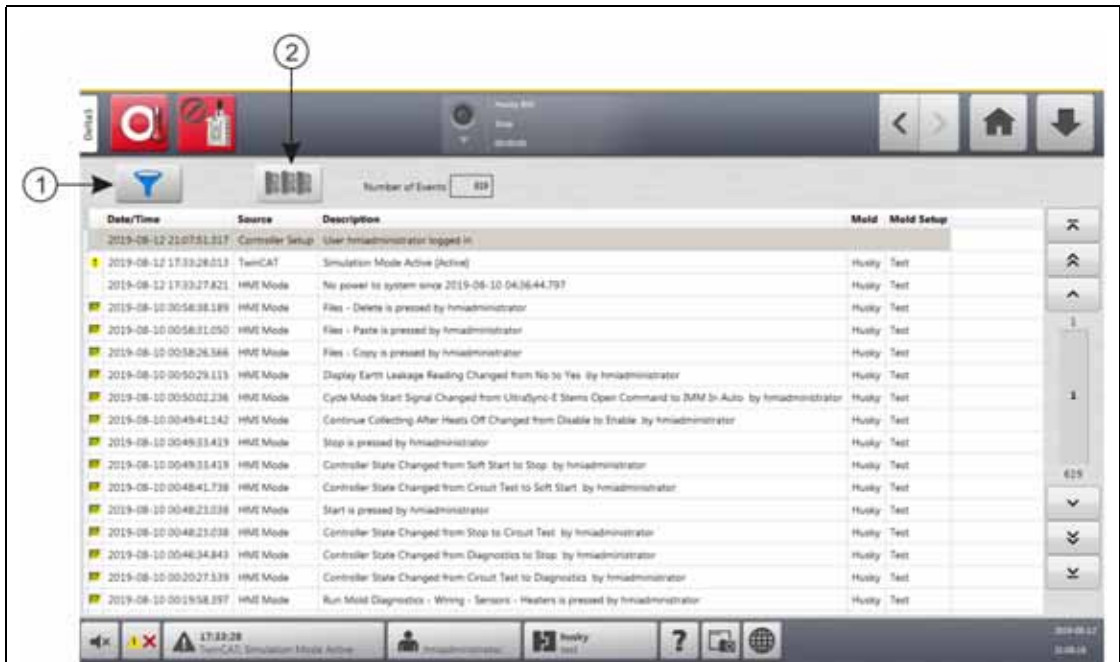 2
1
Delta3
Husky
Stop
Number of Events 619
Date/Time Source Description Mold Mold Setup
2019-08-12 21:07:51.317 Controller Setup User hmiadministrator logged in
2019-08-12 17:33:28.013 TwinCAT Simulation Mode Active [Active] Husky Test
2019-08-12 17:33:27.821 HMI Mode No power to system since 2019-08-10 04:36:44.797 Husky Test
2019-08-10 00:58:38.189 HMI Mode Files - Delete is pressed by hmiadministrator Husky Test
2019-08-10 00:58:31.050 HMI Mode Files - Paste is pressed by hmiadministrator Husky Test
2019-08-10 00:58:26.566 HMI Mode Files - Copy is pressed by hmiadministrator Husky Test
2019-08-10 00:50:29.115 HMI Mode Display Earth Leakage Reading Changed from No to Yes by hmiadministrator Husky Test
2019-08-10 00:50:02.236 HMI Mode Cycle Mode Start Signal Changed from UltraSync-E Stems Open Command to IMM In Auto by hmiadministrator Husky Test
2019-08-10 00:49:41.142 HMI Mode Continue Collecting After Heats Off Changed from Disable to Enable by hmiadministrator Husky Test
2019-08-10 00:49:33.419 HMI Mode Stop is pressed by hmiadministrator Husky Test
2019-08-10 00:49:33.419 HMI Mode Controller State Changed from Soft Start to Stop by hmiadministrator Husky Test
2019-08-10 00:48:41.738 HMI Mode Controller State Changed from Circuit Test to Soft Start by hmiadministrator Husky Test
2019-08-10 00:48:23.038 HMI Mode Start is pressed by hmiadministrator Husky Test
2019-08-10 00:48:23.038 HMI Mode Controller State Changed from Stop to Circuit Test by hmiadministrator Husky Test
2019-08-10 00:46:34.843 HMI Mode Controller State Changed from Diagnostics to Stop by hmiadministrator Husky Test
2019-08-10 00:20:27.539 HMI Mode Controller State Changed from Circuit Test to Diagnostics by hmiadministrator Husky Test
2019-08-10 00:19:58.397 HMI Mode Run Mold Diagnostics - Wiring - Sensors - Heaters is pressed by hmiadministrator Husky Test
1
1
619
17:33:28
TwinCAT: Simulation Mode Active
hmiadministrator
husky
test
?
2019-08-12